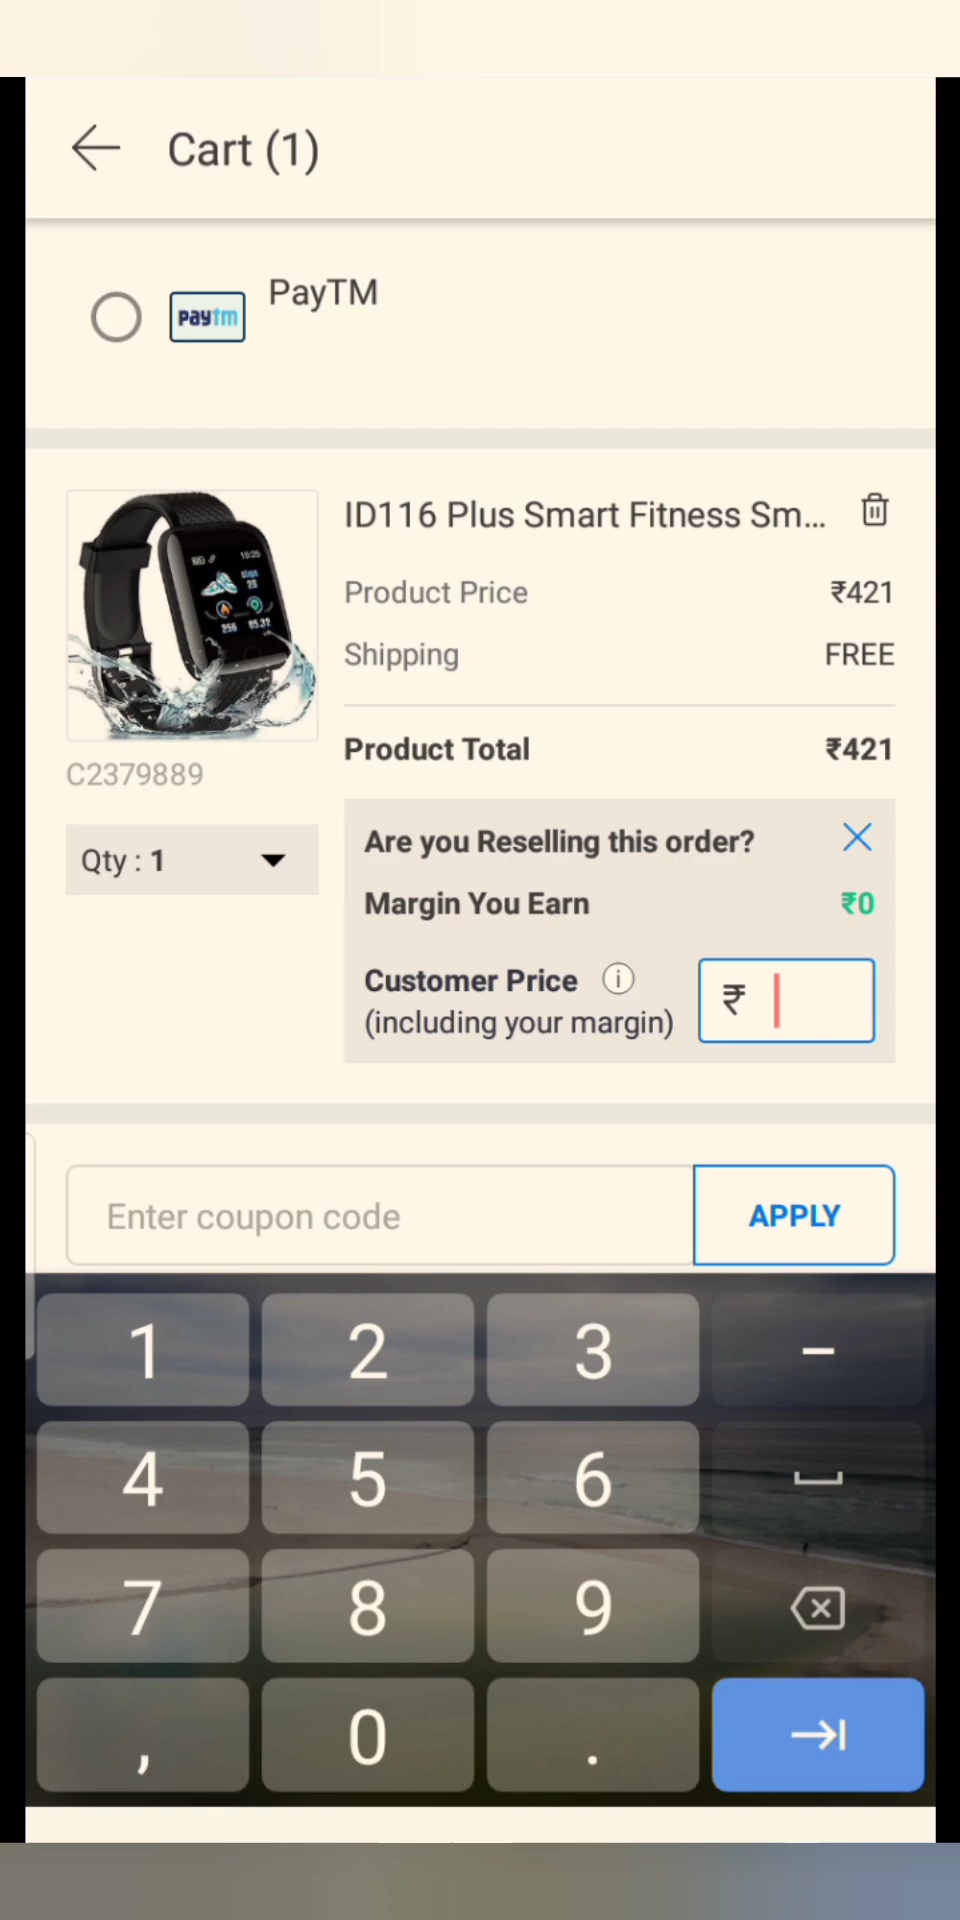 Cart (1)
PayTM
paytm
ID116 Plus Smart Fitness Sm...
Product Price ₹421
Shipping FREE
Product Total ₹421
C2379889
Qty : 1
Are you Reselling this order?
Margin You Earn ₹0
Customer Price i
(including your margin) ₹
Enter coupon code APPLY
1 2 3 –
4 5 6
7 8 9
, 0 .